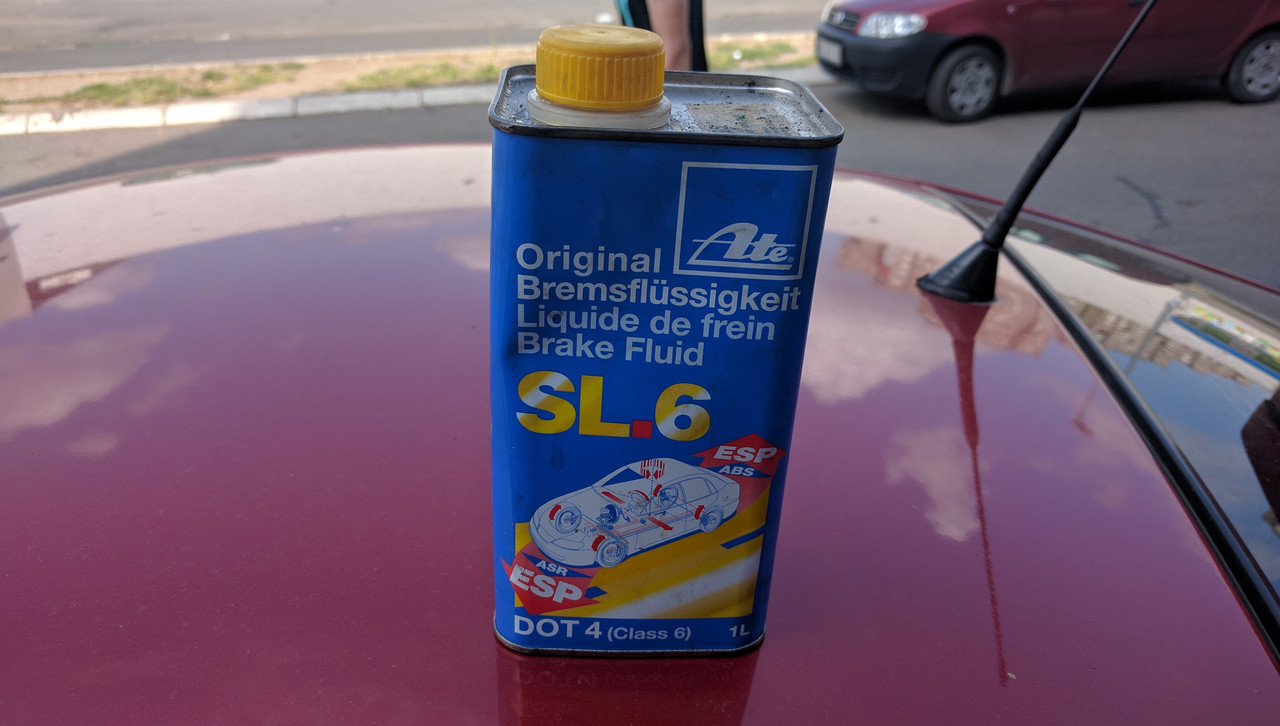 Ate
Original
Bremsflüssigkeit
Liquide de frein
Brake Fluid
SL.6
ESP
ABS
ASR
ESP
DOT 4 (Class 6) 1L